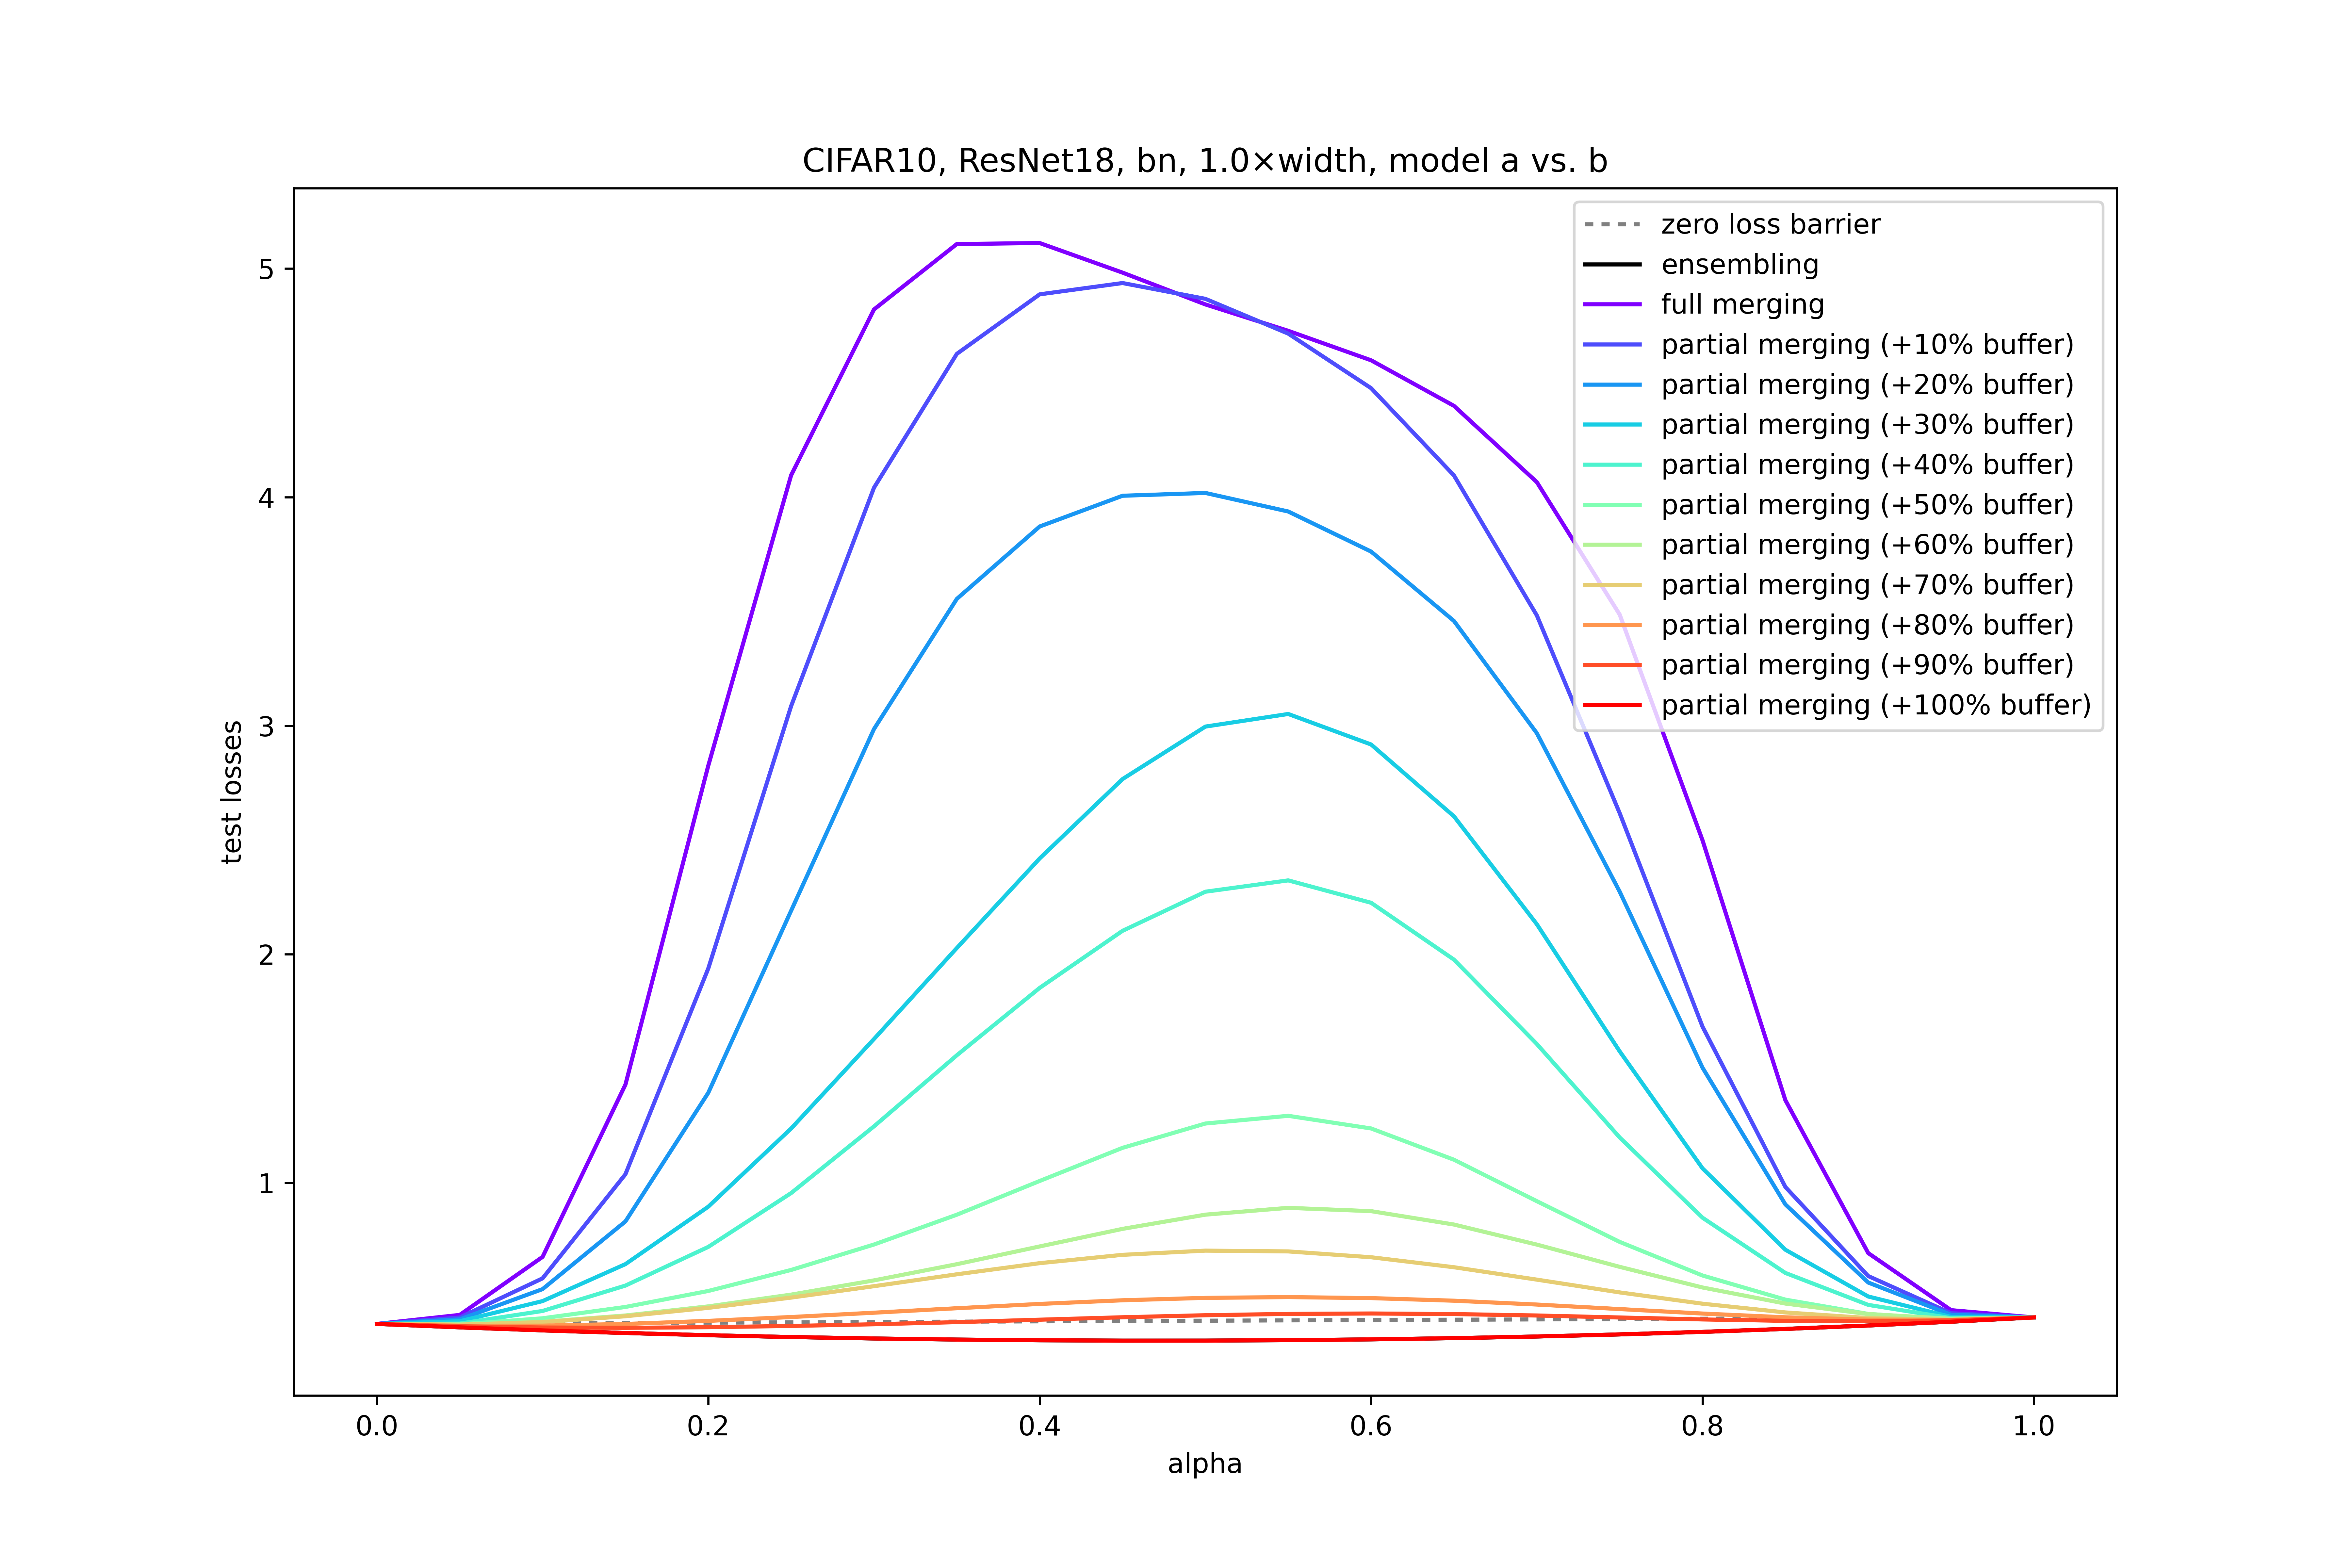 CIFAR10, ResNet18, bn, 1.0×width, model a vs. b
zero loss barrier
ensembling
full merging
partial merging (+10% buffer)
partial merging (+20% buffer)
partial merging (+30% buffer)
partial merging (+40% buffer)
partial merging (+50% buffer)
partial merging (+60% buffer)
partial merging (+70% buffer)
partial merging (+80% buffer)
partial merging (+90% buffer)
partial merging (+100% buffer)
test losses
5
4
3
2
1
0.0 0.2 0.4 0.6 0.8 1.0
alpha